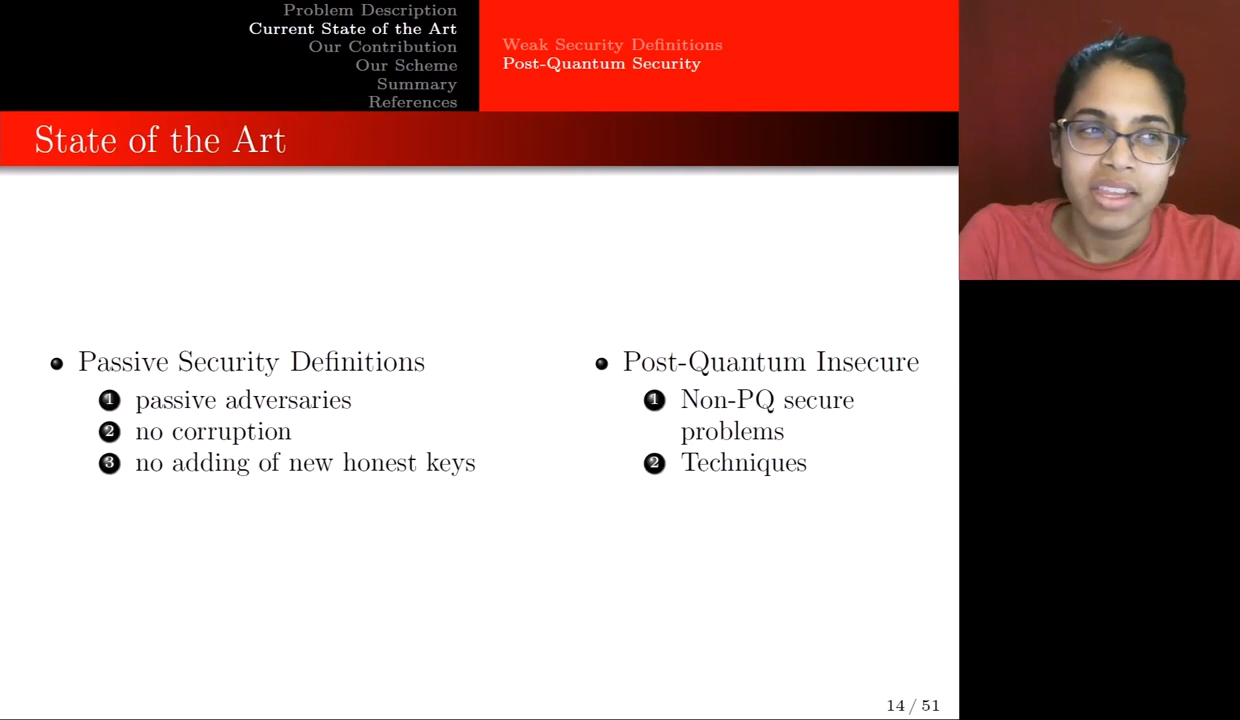 Problem Description
Current State of the Art
Our Contribution
Our Scheme
Summary
References
Weak Security Definitions
Post-Quantum Security
State of the Art
Passive Security Definitions
1 passive adversaries
2 no corruption
3 no adding of new honest keys
Post-Quantum Insecure
1 Non-PQ secure
problems
2 Techniques
14 / 51